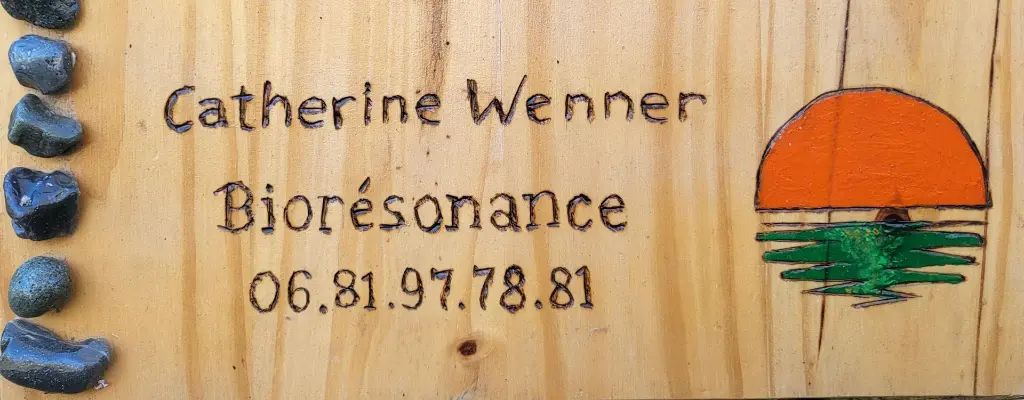 Catherine Wenner
Biorésonance
06.81.97.78.81